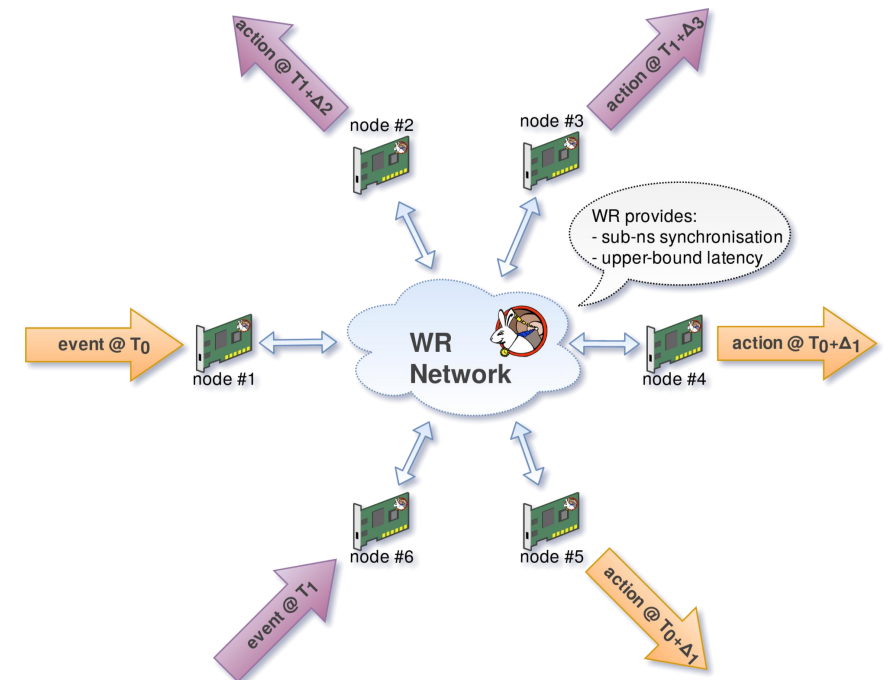 action @ T1+Δ2
action @ T1+Δ3
node #2
node #3
WR provides:
- sub-ns synchronisation
- upper-bound latency
event @ T0
node #1
WR
Network
node #4
action @ T0+Δ1
node #6
node #5
event @ T1
action @ T0+Δ1